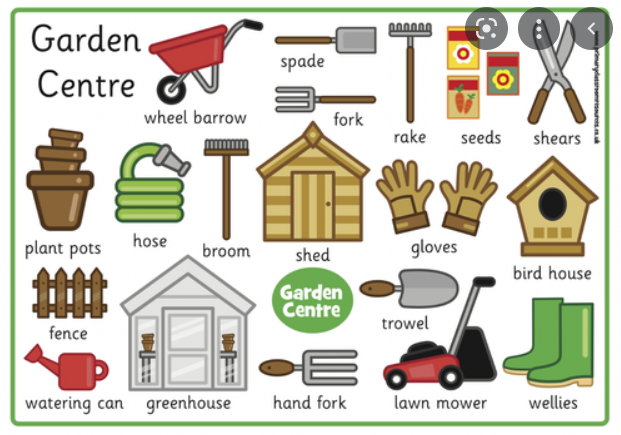 Garden
Centre
wheel barrow
spade
fork
rake
seeds
shears
plant pots
hose
broom
shed
gloves
bird house
fence
Garden
Centre
trowel
watering can
greenhouse
hand fork
lawn mower
wellies